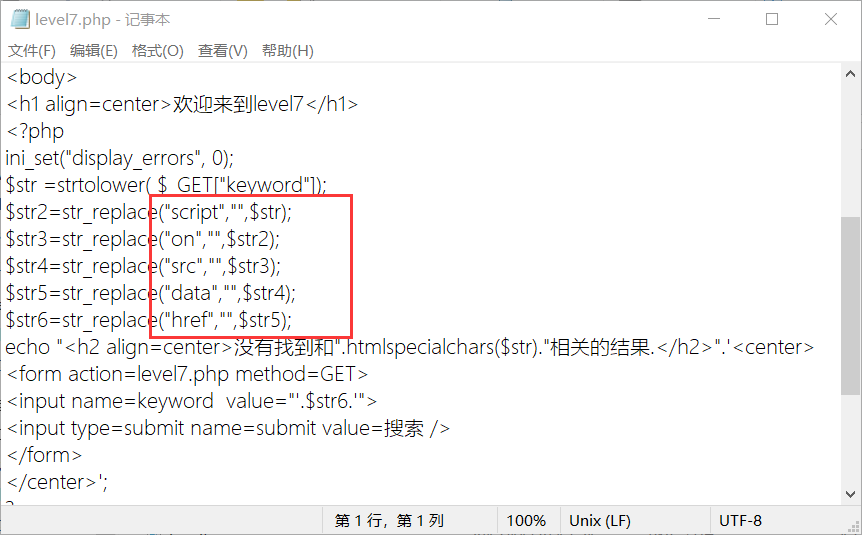 level7.php - 记事本
文件(F) 编辑(E) 格式(O) 查看(V) 帮助(H)
<body>
<h1 align=center>欢迎来到level7</h1>
<?php
ini_set("display_errors", 0);
$str =strtolower( $_GET["keyword"]);
$str2=str_replace("script","",$str);
$str3=str_replace("on","",$str2);
$str4=str_replace("src","",$str3);
$str5=str_replace("data","",$str4);
$str6=str_replace("href","",$str5);
echo "<h2 align=center>没有找到和".htmlspecialchars($str)."相关的结果.</h2>".'<center>
<form action=level7.php method=GET>
<input name=keyword  value="'.$str6.'">
<input type=submit name=submit value=搜索 />
</form>
</center>';
第 1 行，第 1 列 100% Unix (LF) UTF-8